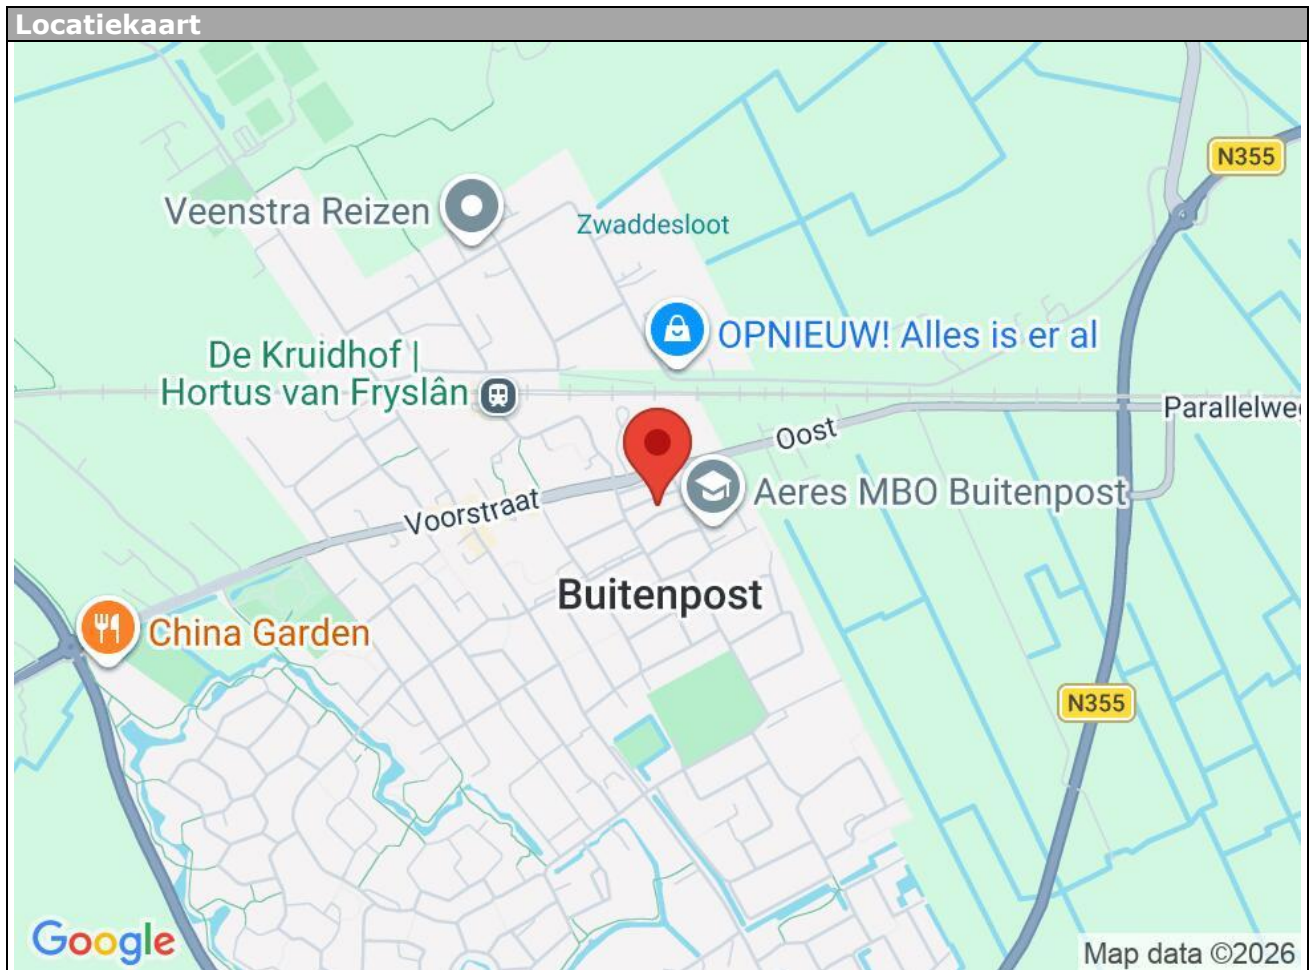 Locatiekaart
N355
Veenstra Reizen
Zwaddesloot
OPNIEUW! Alles is er al
De Kruidhof |
Hortus van Fryslân
Parallelweg
Oost
Aeres MBO Buitenpost
Voorstraat
Buitenpost
China Garden
N355
Google
Map data ©2026